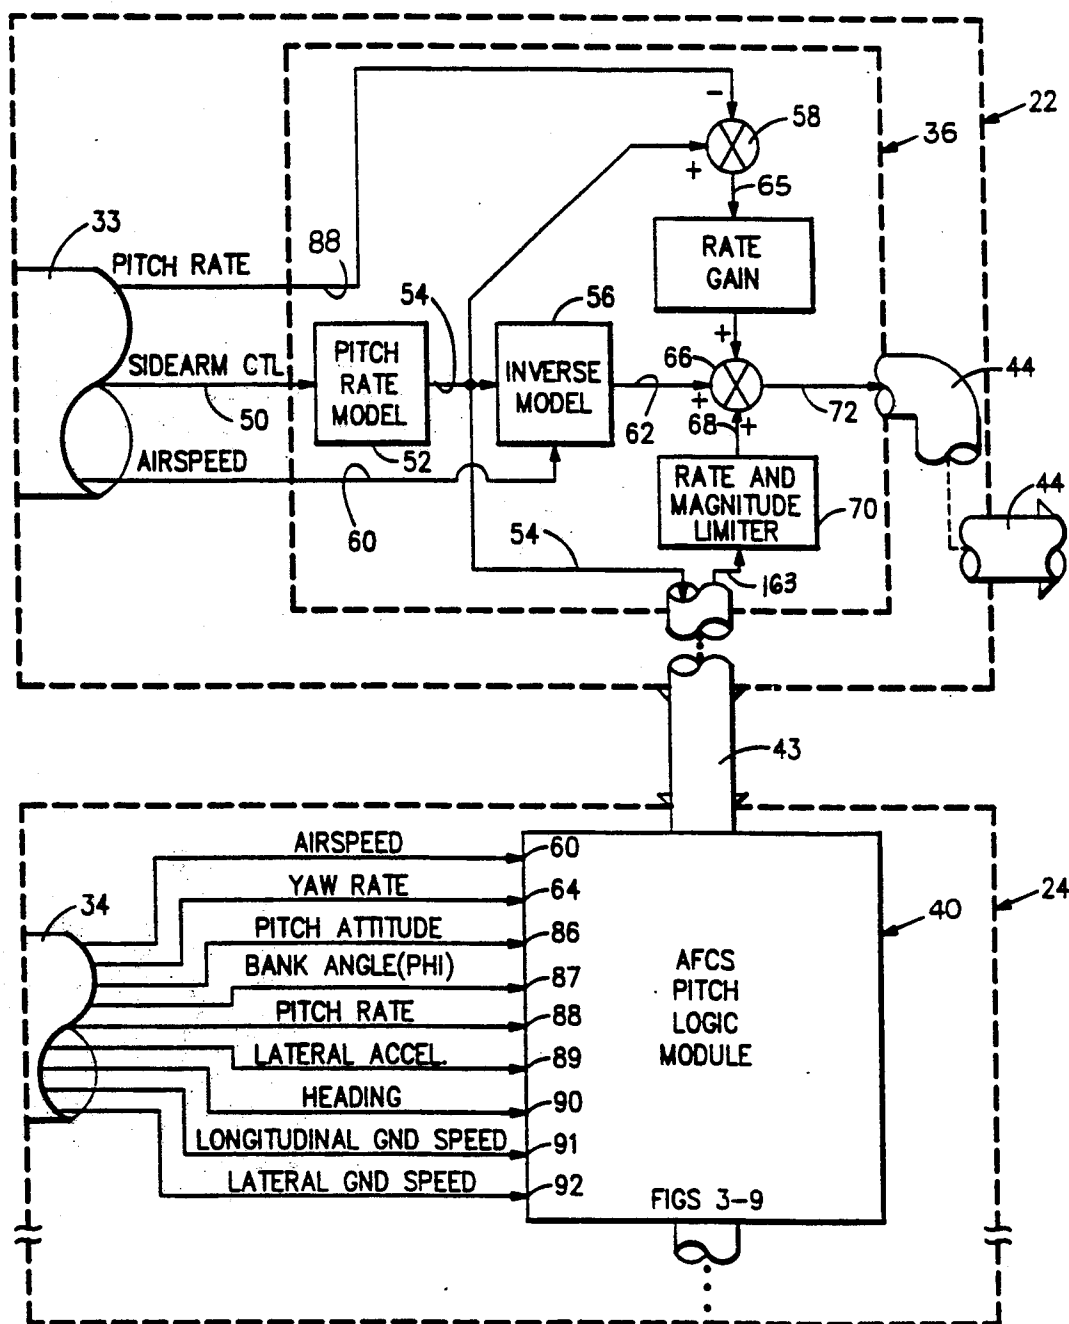 22
36
-
58
+
65
33
PITCH RATE
88
RATE
GAIN
54
56
+
SIDEARM CTL
50
PITCH
RATE
MODEL
52
INVERSE
MODEL
62
66
+
68
+
72
44
AIRSPEED
60
RATE AND
MAGNITUDE
LIMITER
70
44
54
163
43
24
34
AIRSPEED
60
YAW RATE
64
PITCH ATTITUDE
86
BANK ANGLE(PHI)
87
PITCH RATE
88
LATERAL ACCEL.
89
HEADING
90
LONGITUDINAL GND SPEED
91
LATERAL GND SPEED
92
40
AFCS
PITCH
LOGIC
MODULE
FIGS 3-9